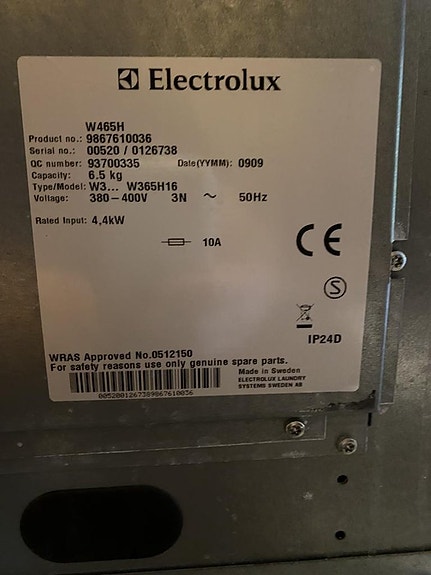 Electrolux
W465H
Product no.: 9867610036
Serial no.: 00520 / 0126738
QC number: 93700335 Date(YYMM): 0909
Capacity: 6.5 kg
Type/Model: W3... W365H16
Voltage: 380-400V 3N ~ 50Hz
Rated Input: 4,4kW
10A
CE
S
IP24D
WRAS Approved No.0512150
For safety reasons use only genuine spare parts.
Made in Sweden
ELECTROLUX LAUNDRY
SYSTEMS SWEDEN AB
0052001267389867610036